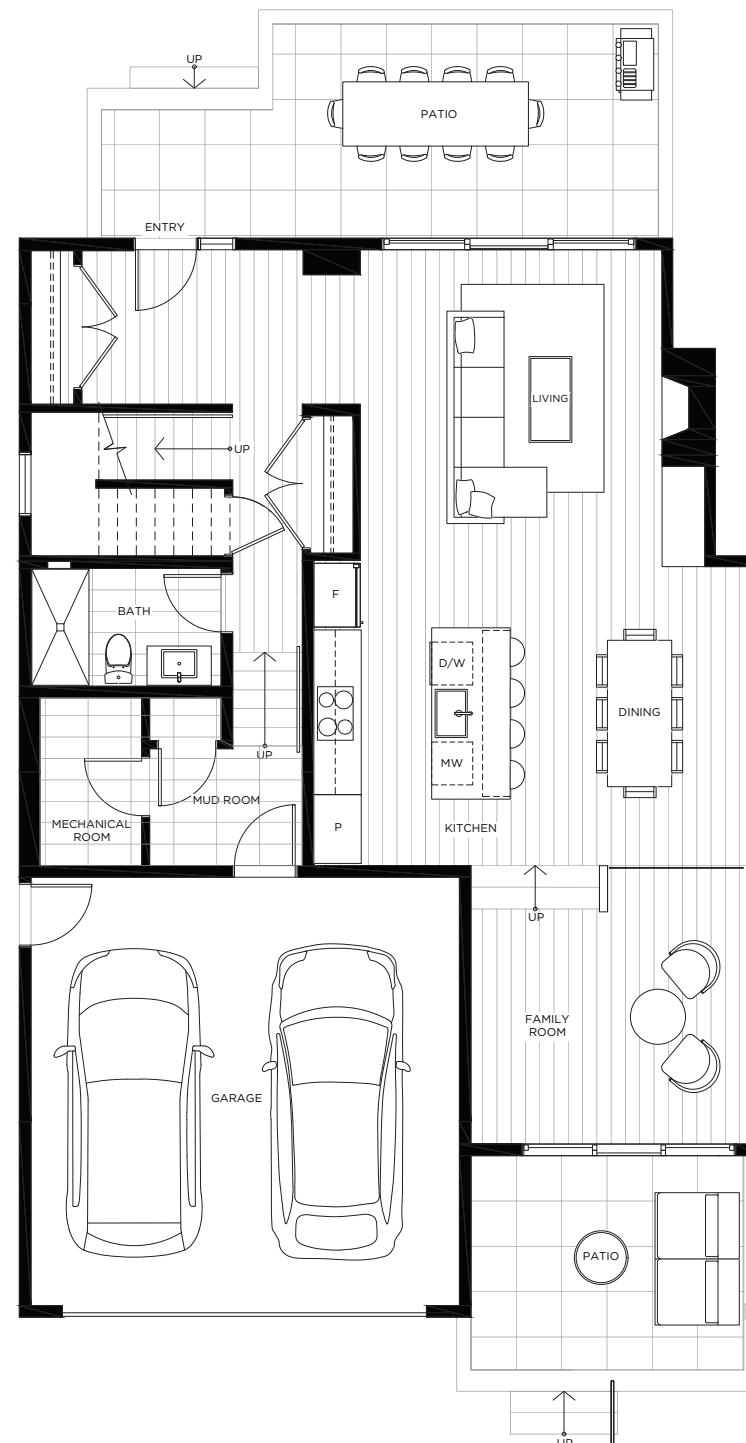 UP
PATIO
ENTRY
LIVING
UP
F
BATH
D/W
DINING
UP
MW
MUD ROOM
MECHANICAL
ROOM
P
KITCHEN
UP
FAMILY
ROOM
GARAGE
PATIO
UP